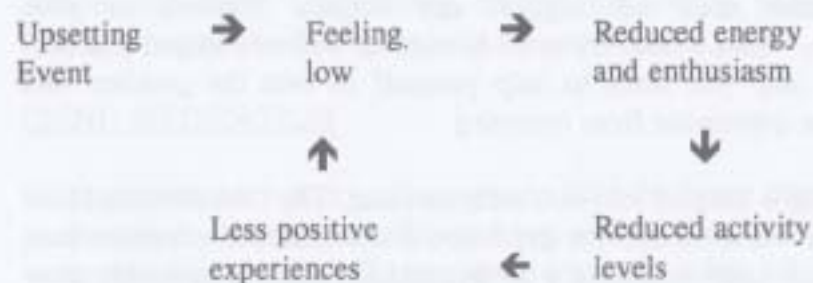 Upsetting
Event
Feeling
low
Reduced energy
and enthusiasm
Less positive
experiences
Reduced activity
levels